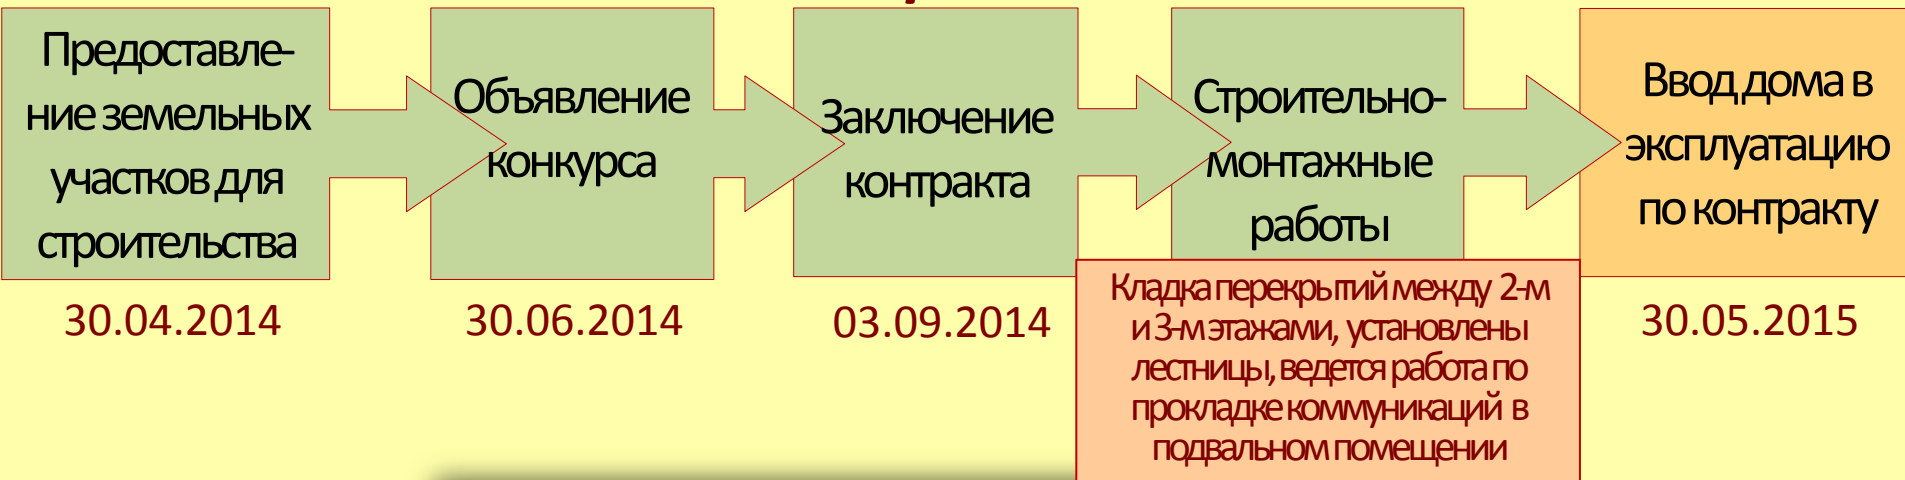 Предоставле-
ние земельных
участков для
строительства
30.04.2014
Объявление
конкурса
30.06.2014
Заключение
контракта
03.09.2014
Строительно-
монтажные
работы
Кладка перекрытий между 2-м
и 3-м этажами, установлены
лестницы, ведется работа по
прокладке коммуникаций в
подвальном помещении
Ввод дома в
эксплуатацию
по контракту
30.05.2015